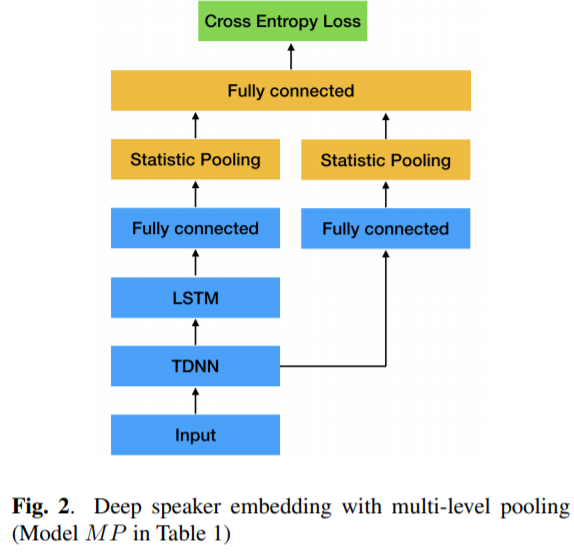 Cross Entropy Loss
Fully connected
Statistic Pooling
Statistic Pooling
Fully connected
Fully connected
LSTM
TDNN
Input
Fig. 2. Deep speaker embedding with multi-level pooling
(Model MP in Table 1)